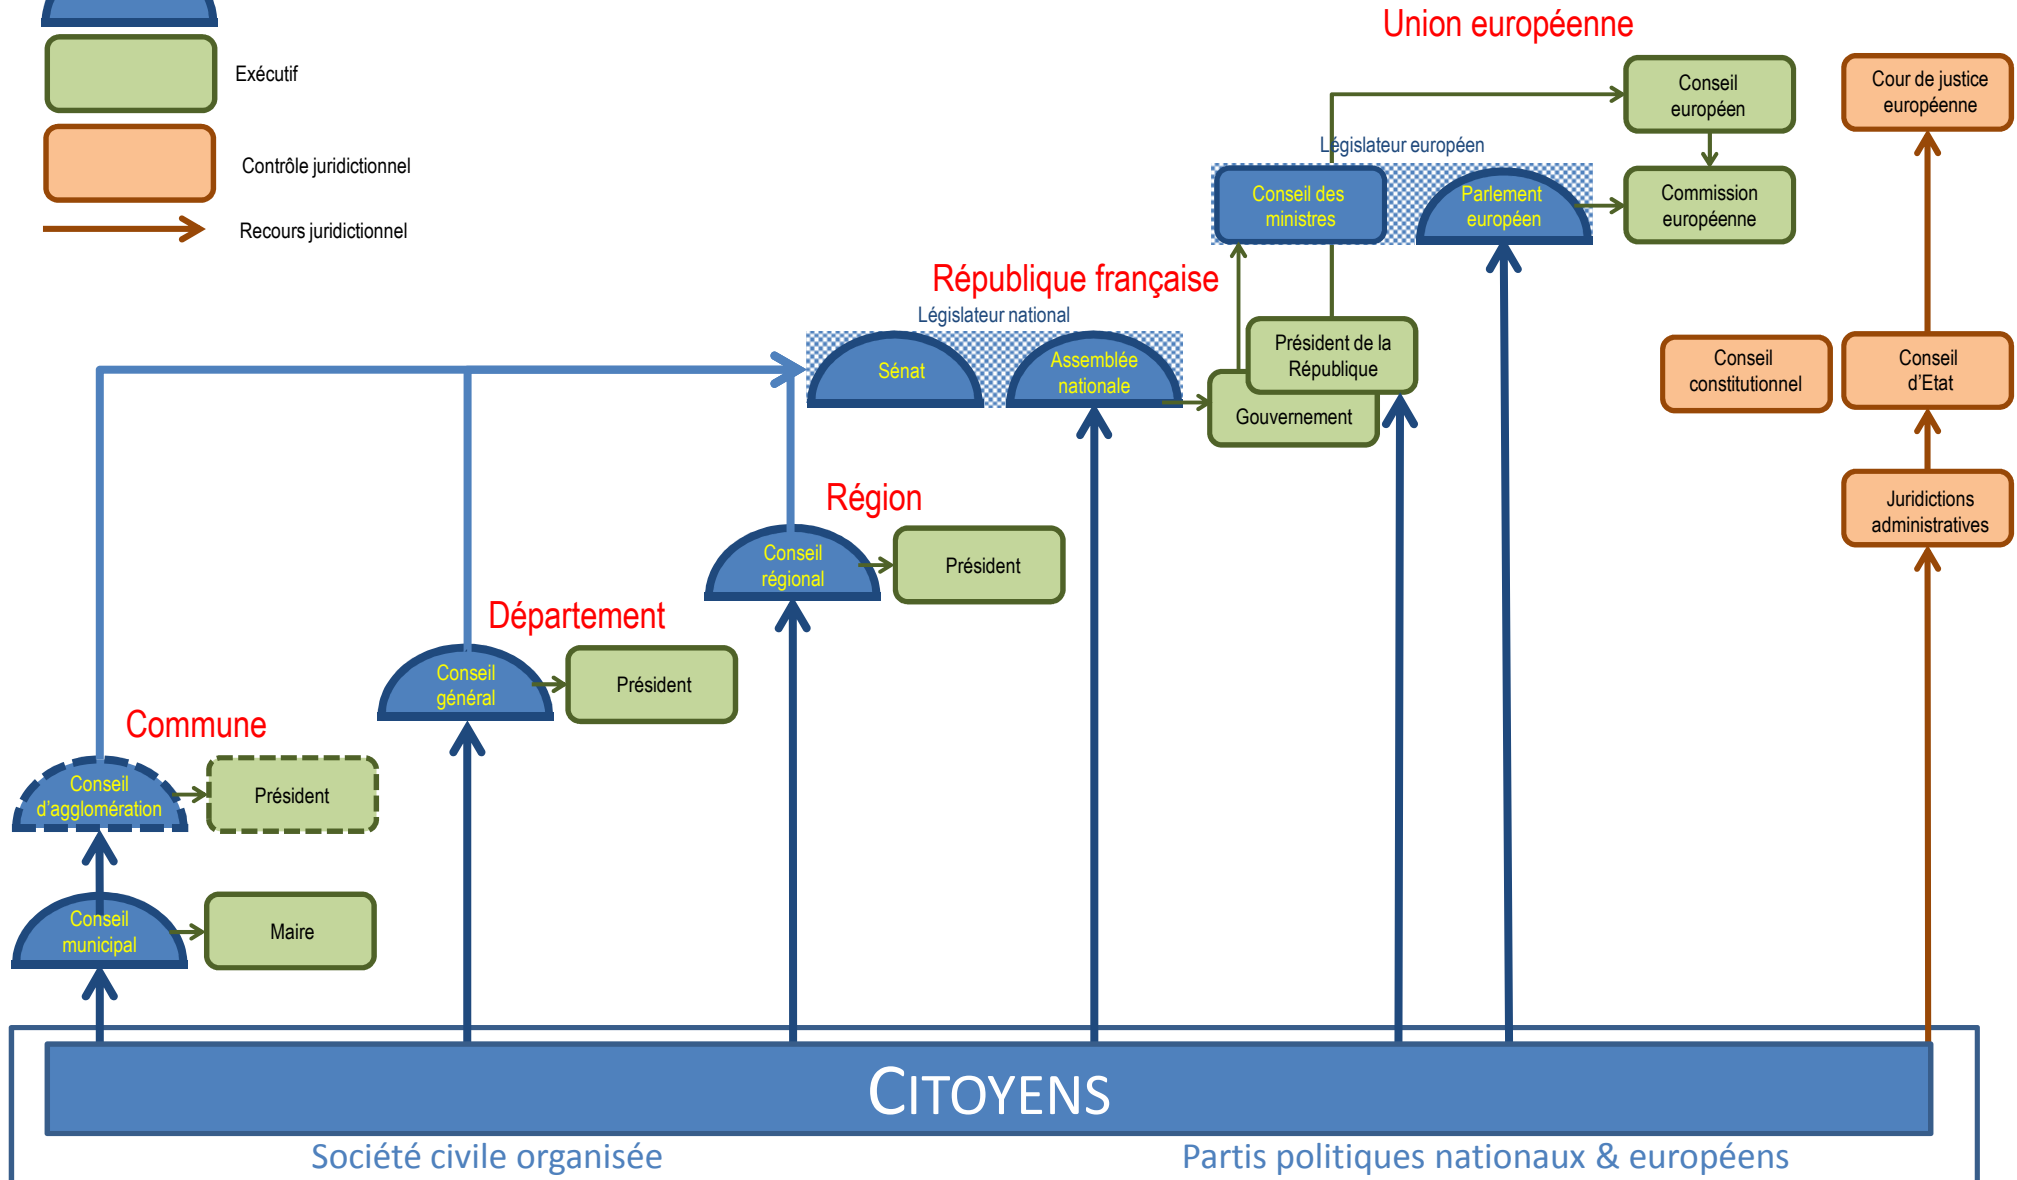 Union européenne
Exécutif
Conseil
européen
Cour de justice
européenne
Contrôle juridictionnel
Législateur européen
Conseil des
ministres
Parlement
européen
Commission
européenne
Recours juridictionnel
République française
Législateur national
Sénat
Assemblée
nationale
Président de la
République
Gouvernement
Conseil
constitutionnel
Conseil
d’Etat
Région
Conseil
régional
Président
Juridictions
administratives
Département
Conseil
général
Président
Commune
Conseil
d’agglomération
Président
Conseil
municipal
Maire
CITOYENS
Société civile organisée
Partis politiques nationaux & européens